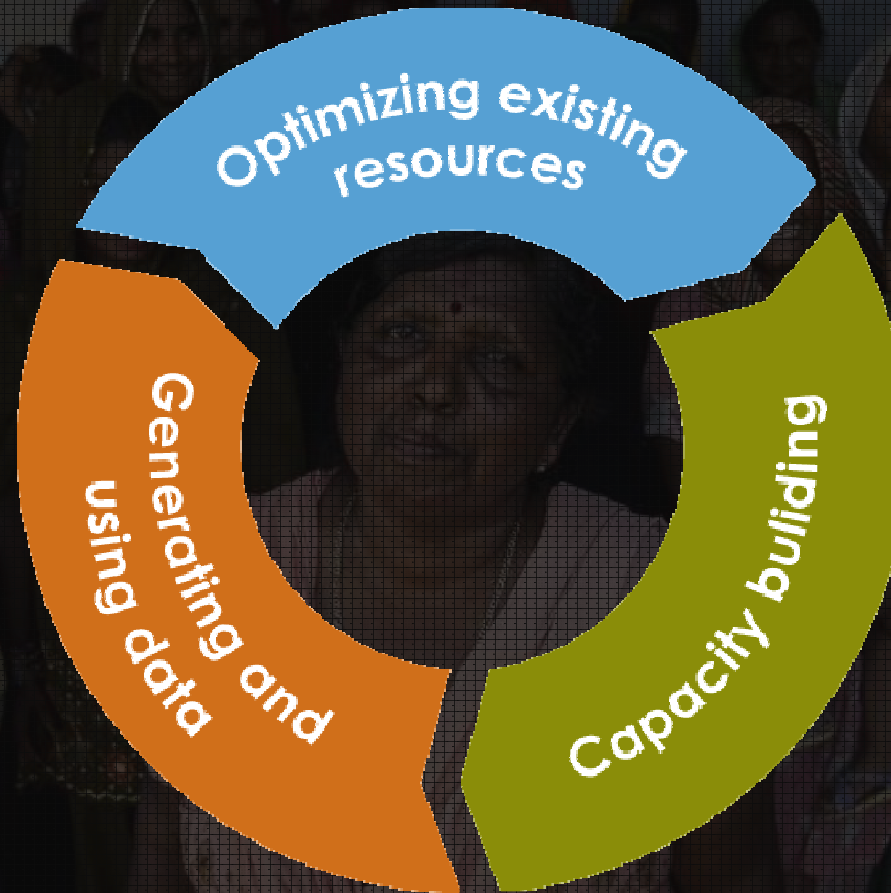 Optimizing existing
resources
Capacity buliding
Generating and
using data